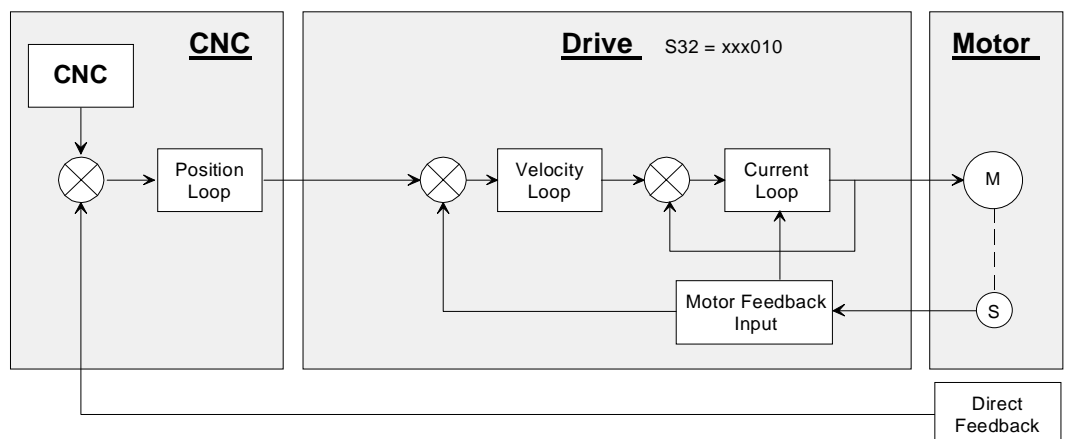 CNC
Drive S32 = xxx010
Motor
CNC
Position
Loop
Velocity
Loop
Current
Loop
M
Motor Feedback
Input
S
Direct
Feedback